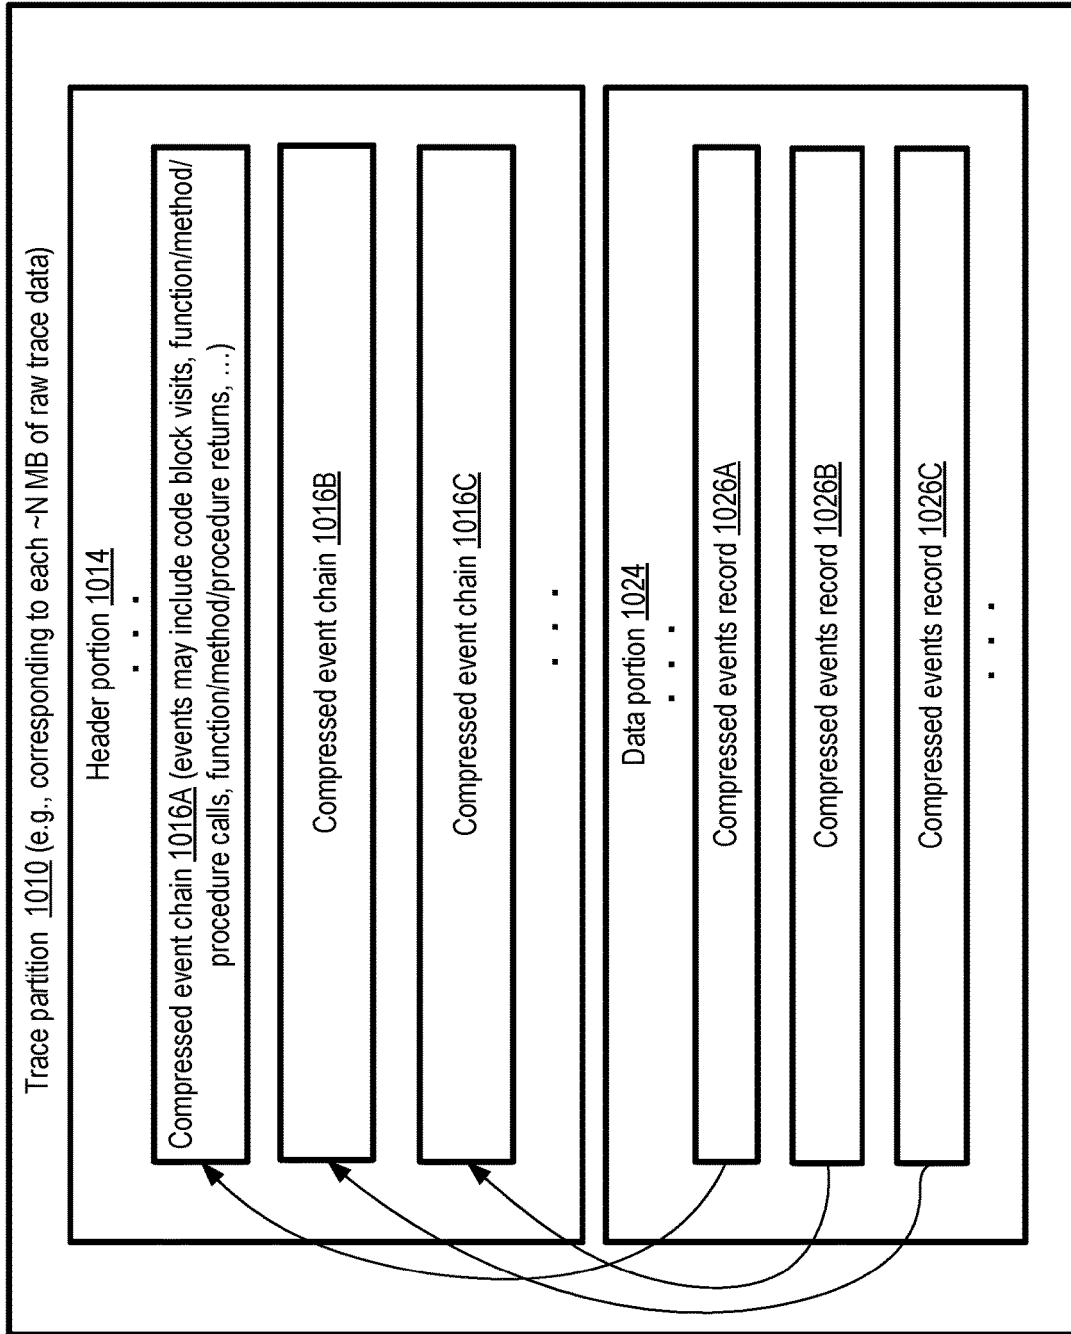 Trace partition 1010 (e.g., corresponding to each ~N MB of raw trace data)
Header portion 1014
. . .
Compressed event chain 1016A (events may include code block visits, function/method/
procedure calls, function/method/procedure returns, …)
Compressed event chain 1016B
Compressed event chain 1016C
. . .
Data portion 1024
. . .
Compressed events record 1026A
Compressed events record 1026B
Compressed events record 1026C
. . .